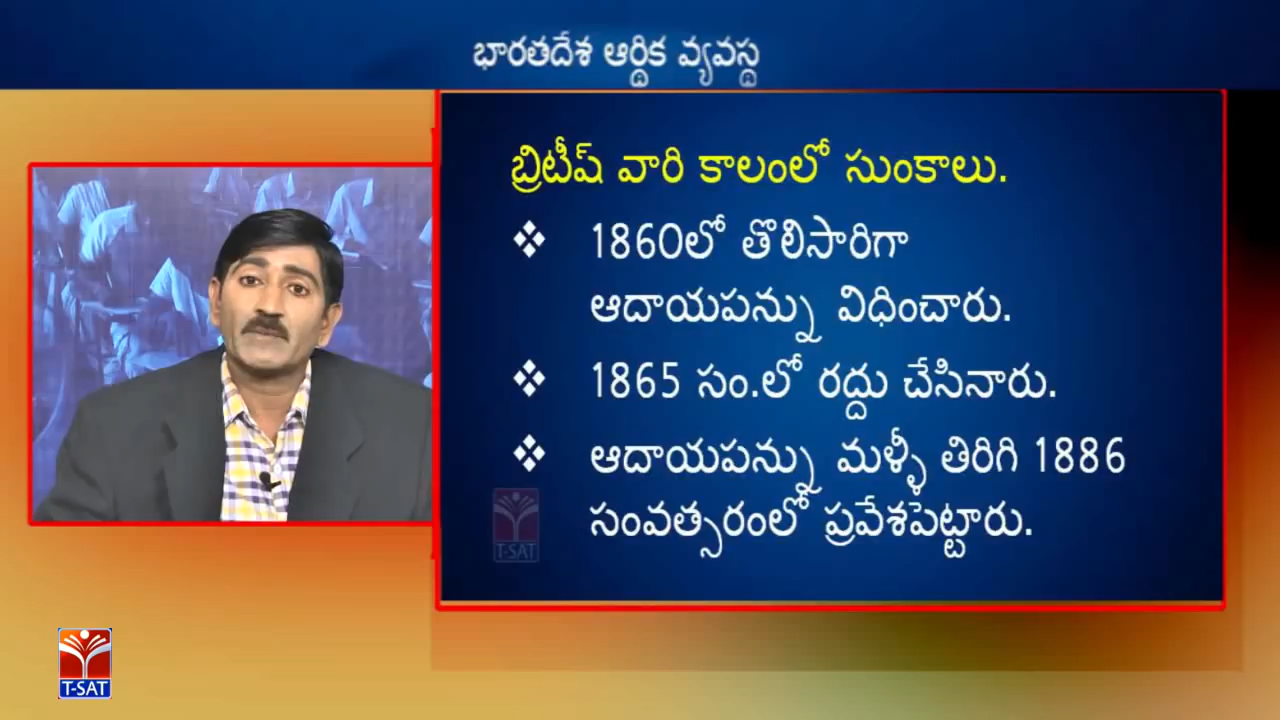 భారతదేశ ఆర్థిక వ్యవస్థ
బ్రిటీష్ వారి కాలంలో సుంకాలు.
❖ 1860లో తొలిసారిగా
ఆదాయపన్ను విధించారు.
❖ 1865 సం.లో రద్దు చేసినారు.
❖ ఆదాయపన్ను మళ్ళీ తిరిగి 1886
సంవత్సరంలో ప్రవేశపెట్టారు.
T-SAT
T-SAT